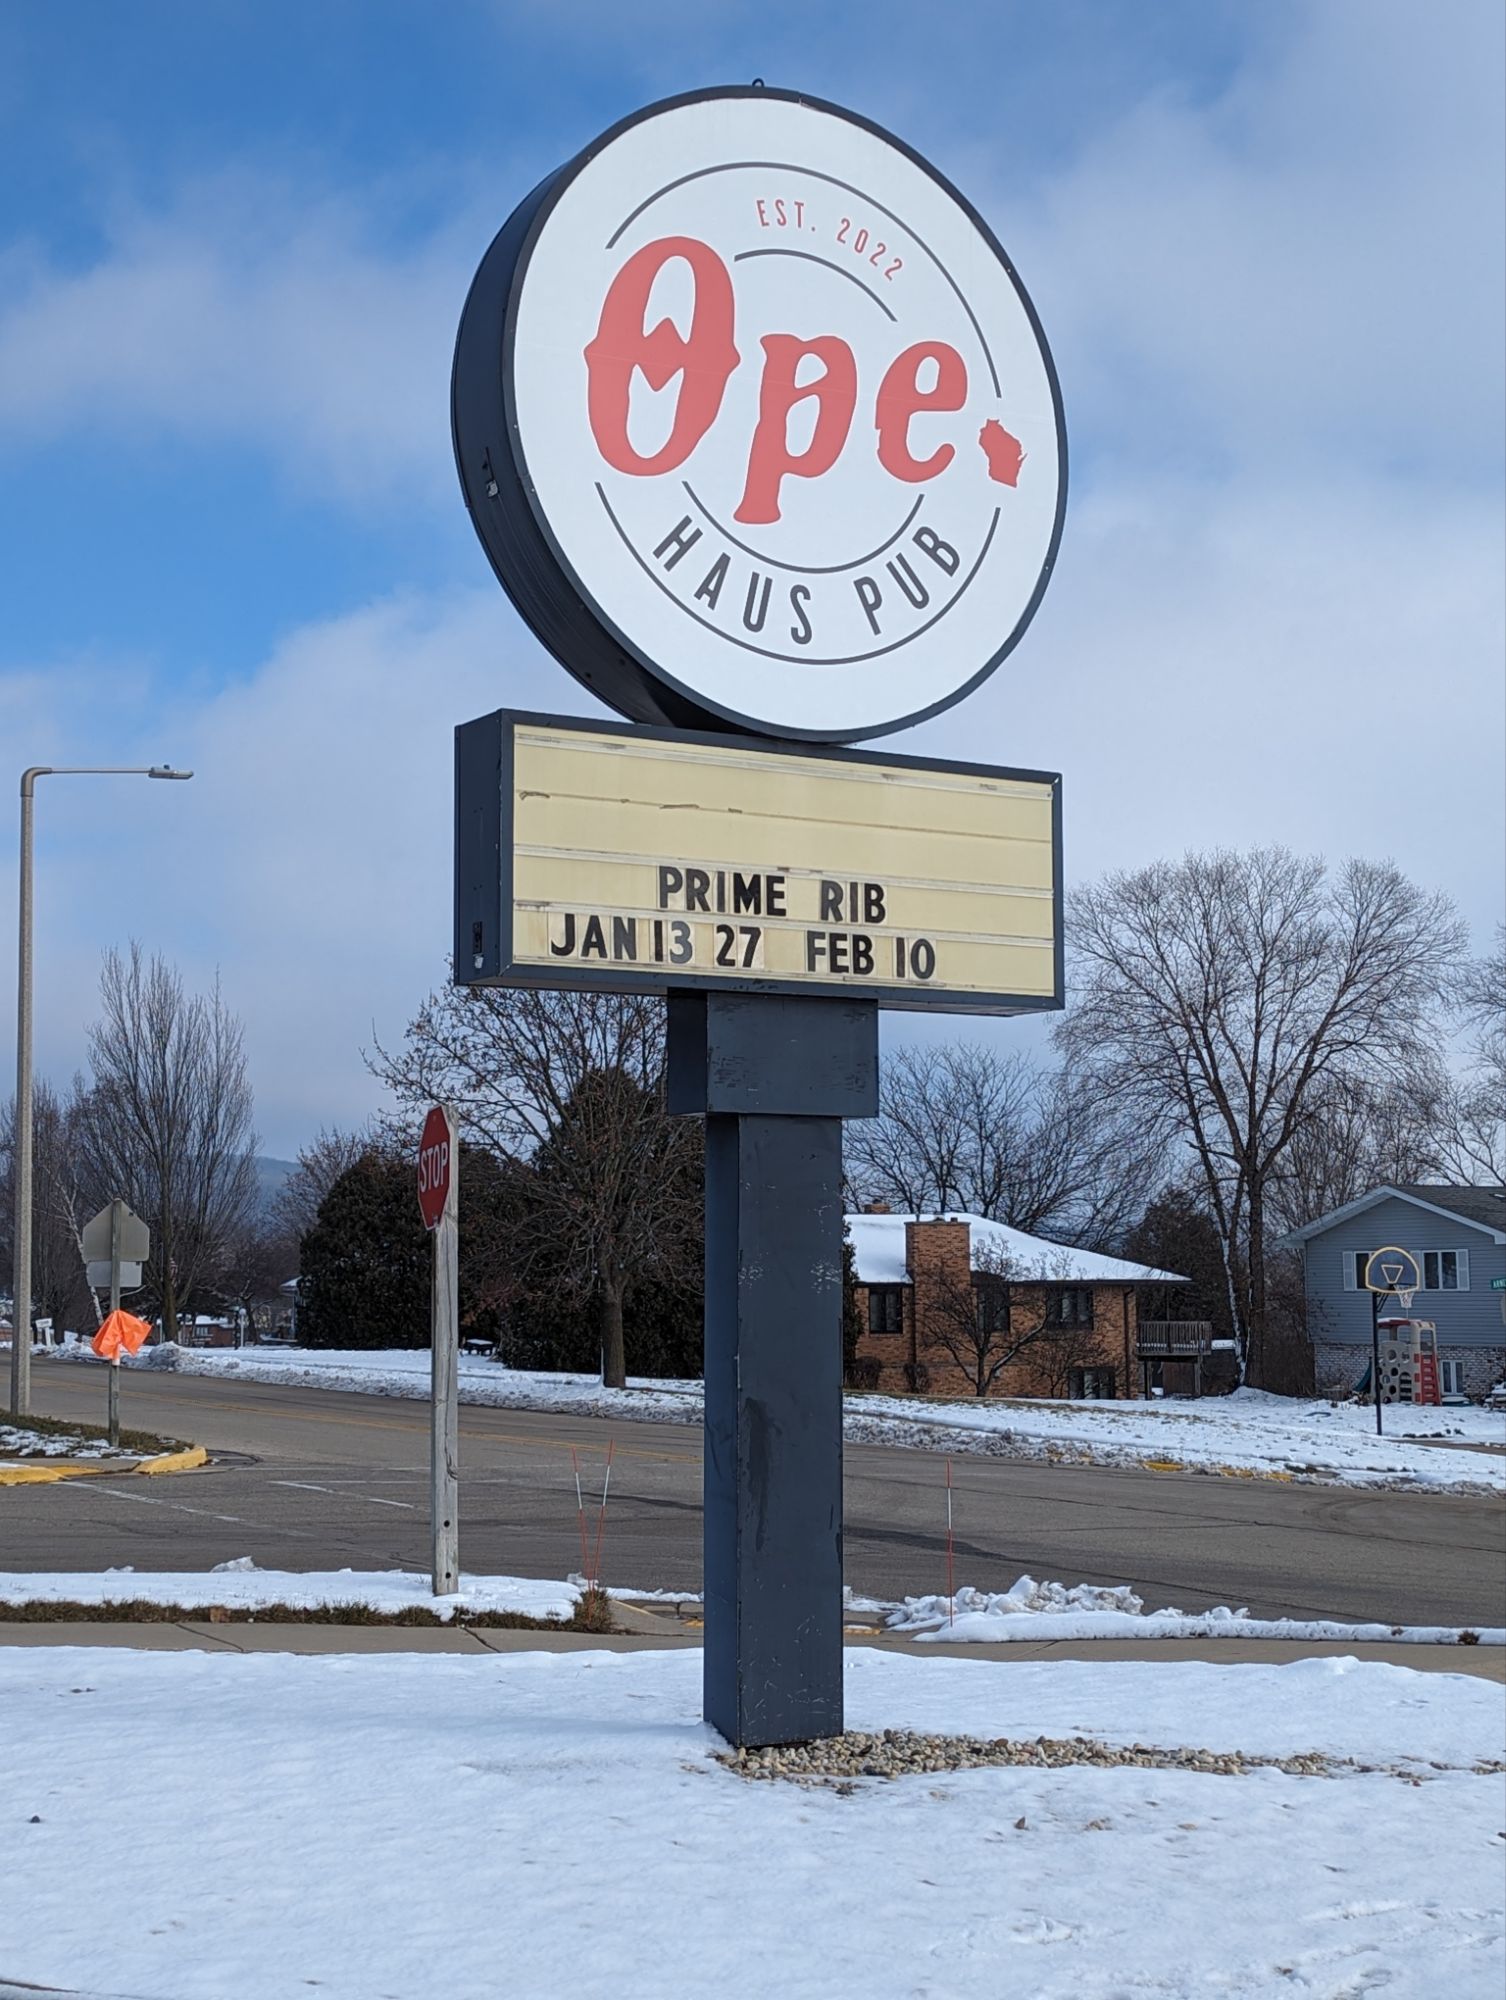 EST. 2022
Ope
HAUS PUB
PRIME RIB
JAN 13 27 FEB 10
STOP